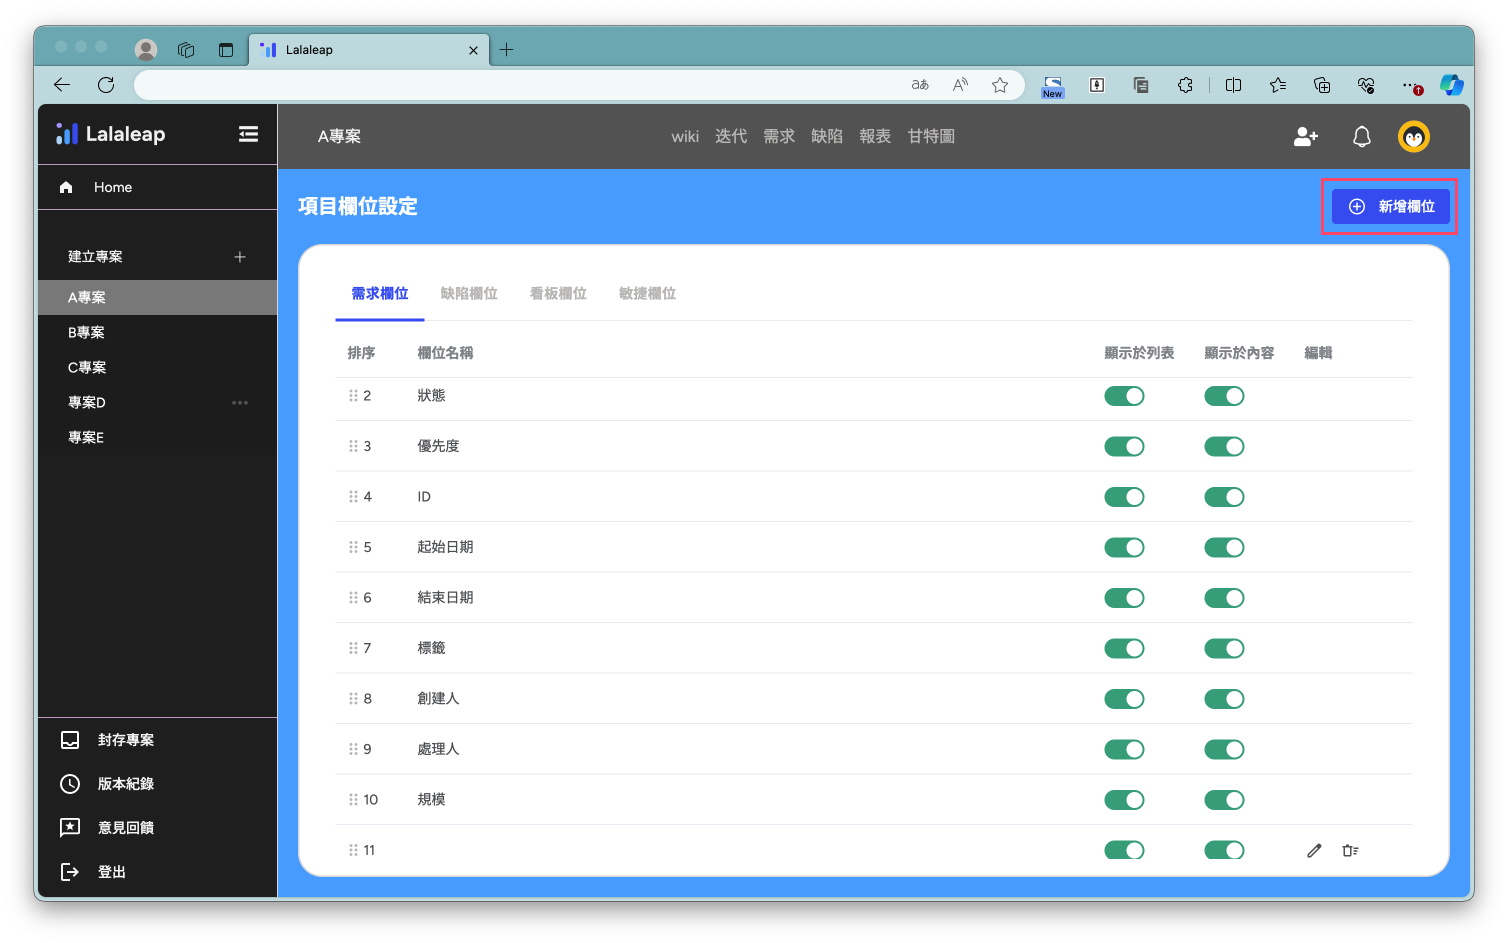 Lalaleap
aあ
A
New
Lalaleap
A專案
wiki 迭代 需求 缺陷 報表 甘特圖
Home
項目欄位設定
新增欄位
建立專案
A專案
B專案
C專案
專案D
專案E
需求欄位 缺陷欄位 看板欄位 敏捷欄位
排序 欄位名稱 顯示於列表 顯示於內容 編輯
2 狀態
3 優先度
4 ID
5 起始日期
6 結束日期
7 標籤
8 創建人
9 處理人
10 規模
11
封存專案
版本紀錄
意見回饋
登出